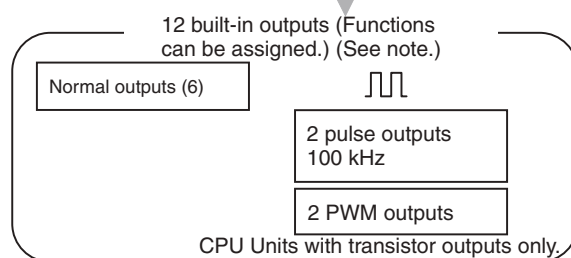 12 built-in outputs (Functions
can be assigned.) (See note.)
Normal outputs (6)
2 pulse outputs
100 kHz
2 PWM outputs
CPU Units with transistor outputs only.